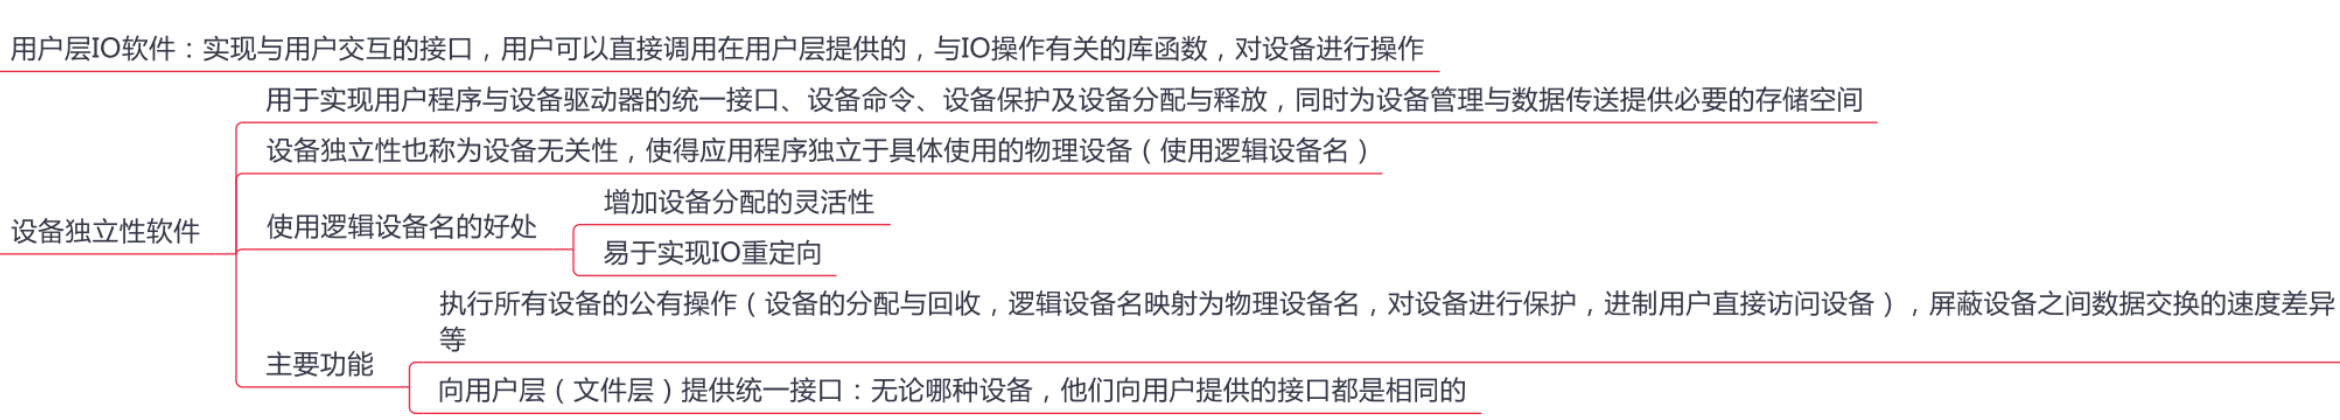 用户层IO软件：实现与用户交互的接口，用户可以直接调用在用户层提供的，与IO操作有关的库函数，对设备进行操作
用于实现用户程序与设备驱动器的统一接口、设备命令、设备保护及设备分配与释放，同时为设备管理与数据传送提供必要的存储空间
设备独立性也称为设备无关性，使得应用程序独立于具体使用的物理设备（使用逻辑设备名）
设备独立性软件
使用逻辑设备名的好处
增加设备分配的灵活性
易于实现IO重定向
主要功能
执行所有设备的公有操作（设备的分配与回收，逻辑设备名映射为物理设备名，对设备进行保护，进制用户直接访问设备），屏蔽设备之间数据交换的速度差异
等
向用户层（文件层）提供统一接口：无论哪种设备，他们向用户提供的接口都是相同的